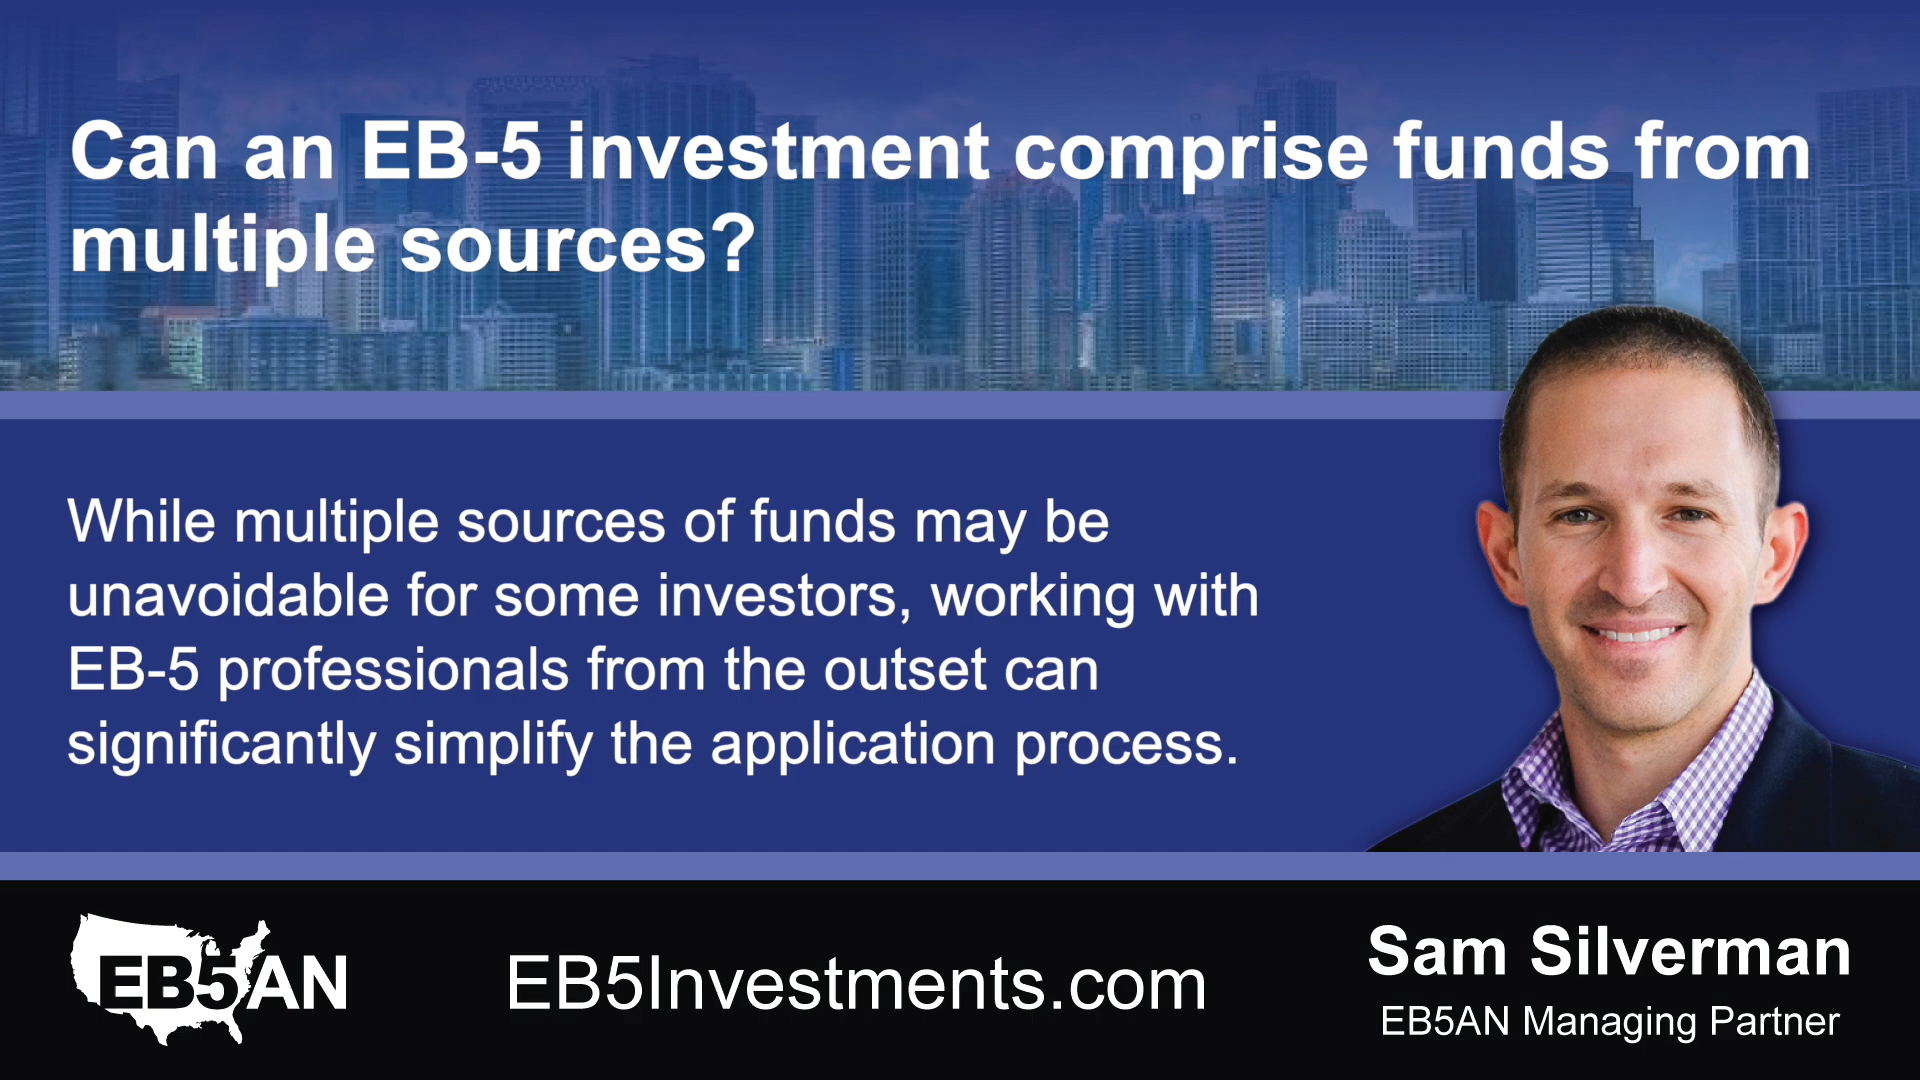 Can an EB-5 investment comprise funds from
multiple sources?
While multiple sources of funds may be
unavoidable for some investors, working with
EB-5 professionals from the outset can
significantly simplify the application process.
EB5AN
EB5Investments.com
Sam Silverman
EB5AN Managing Partner